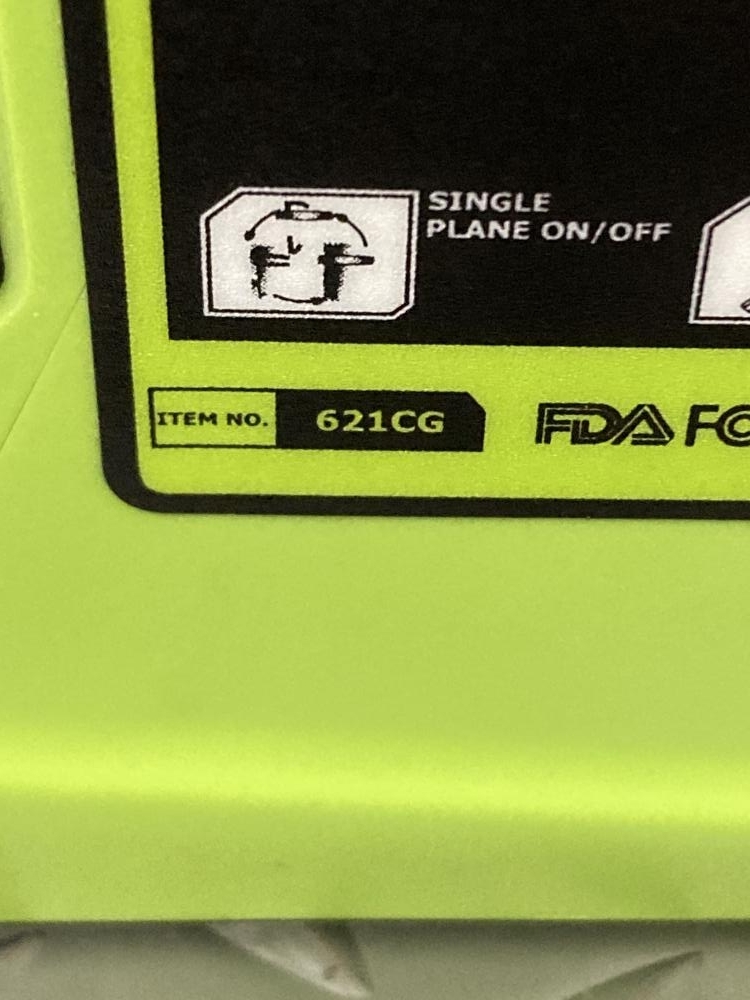 SINGLE
PLANE ON/OFF
ITEM NO. 621CG
FDA